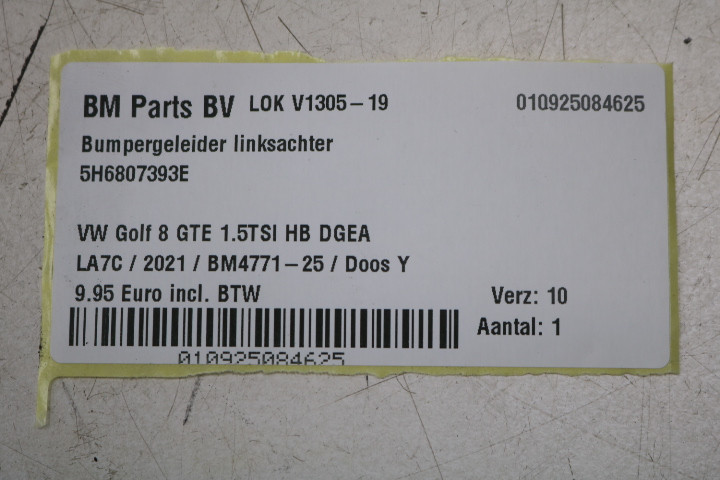 BM Parts BV LOK V1305-19 010925084625
Bumpergeleider linksachter
5H6807393E
VW Golf 8 GTE 1.5TSI HB DGEA
LA7C / 2021 / BM4771-25 / Doos Y
9.95 Euro incl. BTW Verz: 10
Aantal: 1
010925084625